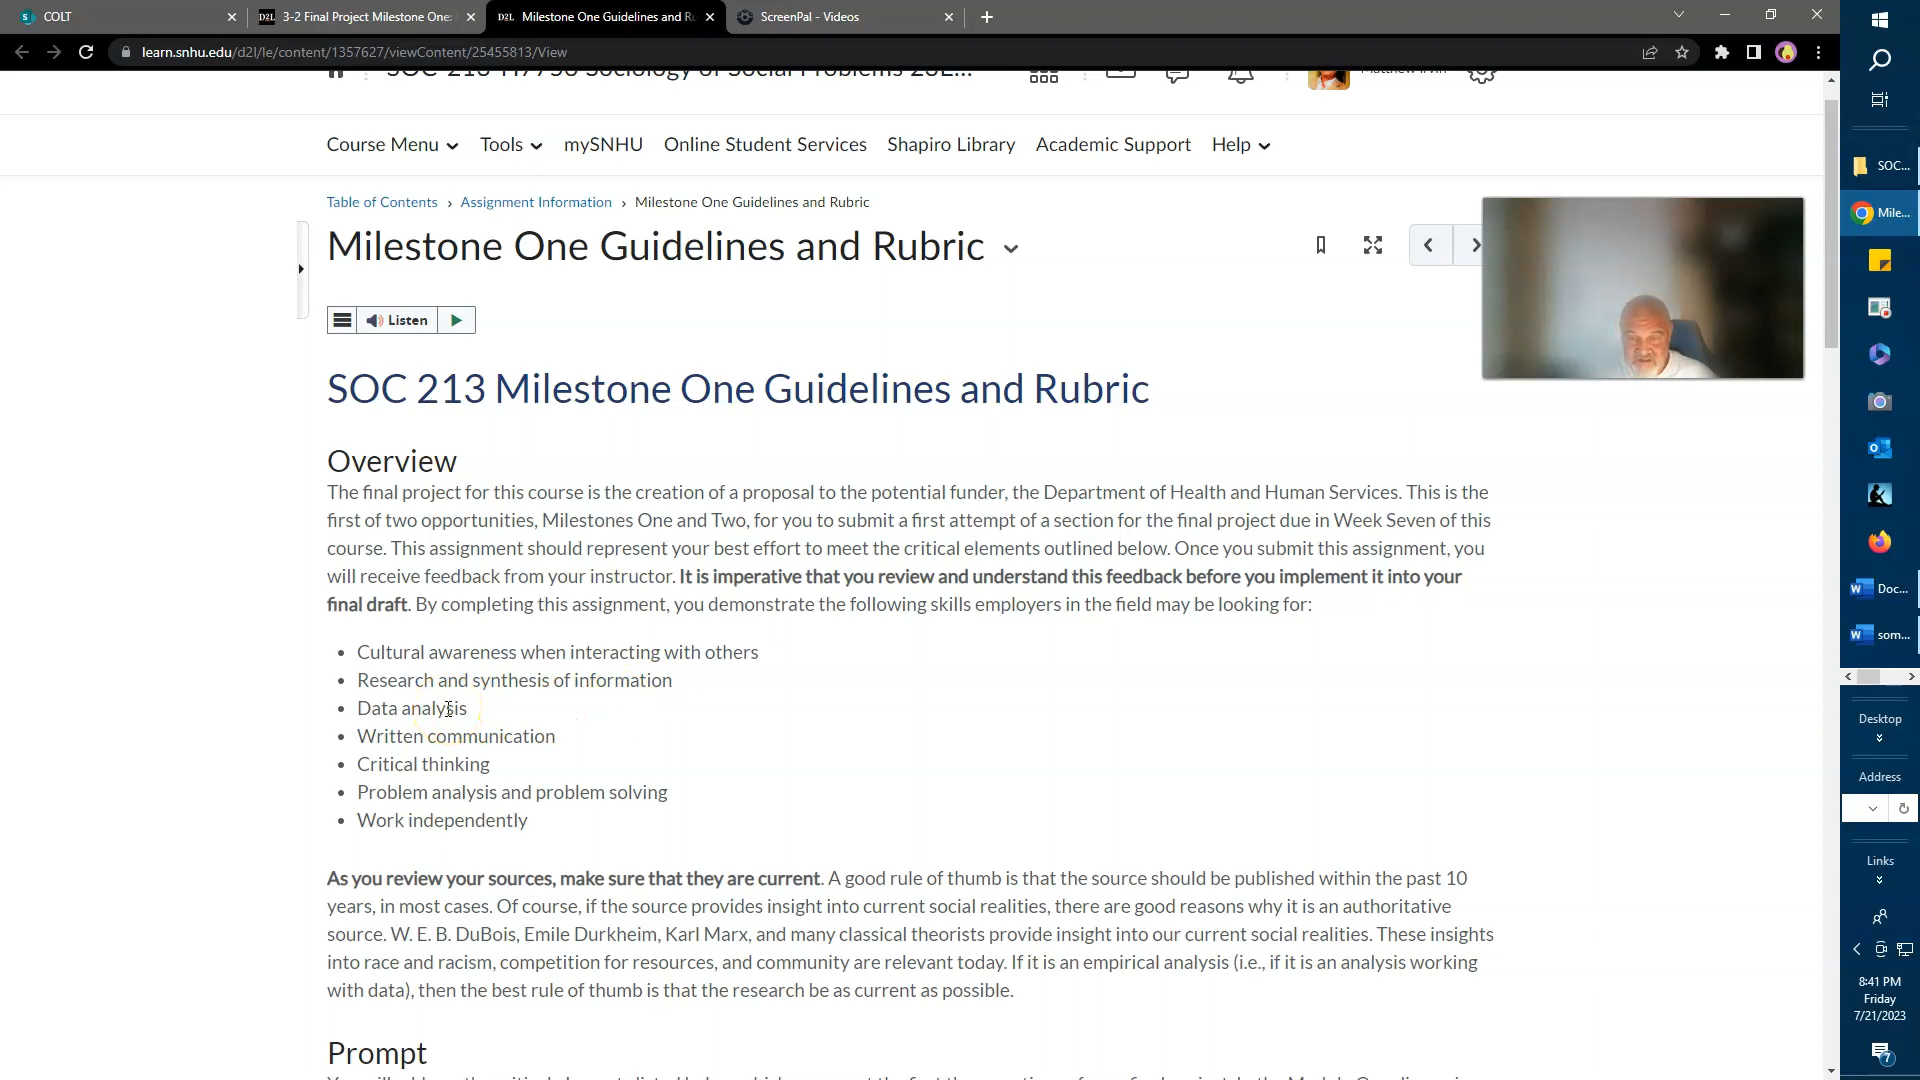 COLT
3-2 Final Project Milestone One:
Milestone One Guidelines and Ru
ScreenPal - Videos
learn.snhu.edu/d2l/le/content/1357627/viewContent/25455813/View
Course Menu
Tools
mySNHU
Online Student Services
Shapiro Library
Academic Support
Help
Table of Contents › Assignment Information › Milestone One Guidelines and Rubric
Milestone One Guidelines and Rubric
Listen
SOC 213 Milestone One Guidelines and Rubric
Overview
The final project for this course is the creation of a proposal to the potential funder, the Department of Health and Human Services. This is the
first of two opportunities, Milestones One and Two, for you to submit a first attempt of a section for the final project due in Week Seven of this
course. This assignment should represent your best effort to meet the critical elements outlined below. Once you submit this assignment, you
will receive feedback from your instructor. It is imperative that you review and understand this feedback before you implement it into your
final draft. By completing this assignment, you demonstrate the following skills employers in the field may be looking for:
• Cultural awareness when interacting with others
• Research and synthesis of information
• Data analysis
• Written communication
• Critical thinking
• Problem analysis and problem solving
• Work independently
As you review your sources, make sure that they are current. A good rule of thumb is that the source should be published within the past 10
years, in most cases. Of course, if the source provides insight into current social realities, there are good reasons why it is an authoritative
source. W. E. B. DuBois, Emile Durkheim, Karl Marx, and many classical theorists provide insight into our current social realities. These insights
into race and racism, competition for resources, and community are relevant today. If it is an empirical analysis (i.e., if it is an analysis working
with data), then the best rule of thumb is that the research be as current as possible.
Prompt
SOC...
Mile...
Doc...
som...
Desktop
Address
Links
8:41 PM
Friday
7/21/2023
7